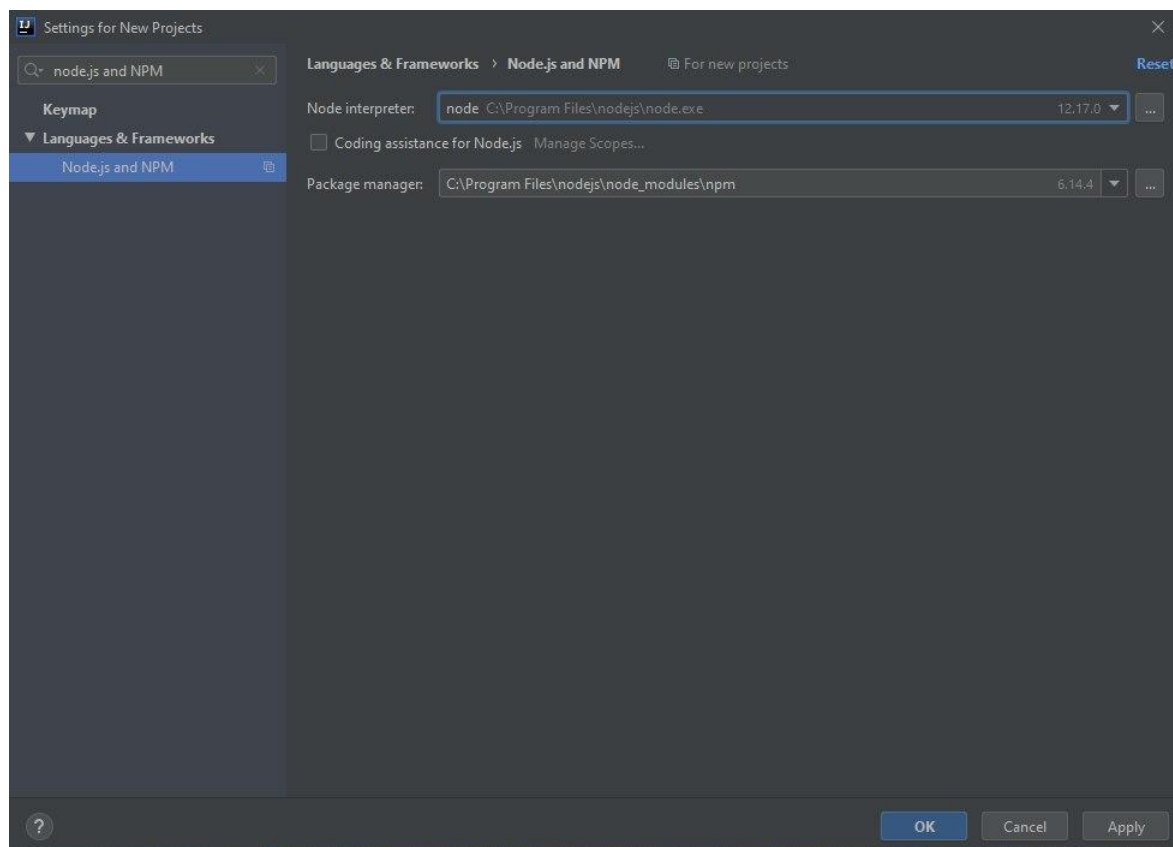 IJ Settings for New Projects
node.js and NPM
Languages & Frameworks › Node.js and NPM For new projects Reset
Keymap
Languages & Frameworks
Node.js and NPM
Node interpreter: node C:\Program Files\nodejs\node.exe 12.17.0 ...
Coding assistance for Node.js Manage Scopes...
Package manager: C:\Program Files\nodejs\node_modules\npm 6.14.4 ...
? OK Cancel Apply